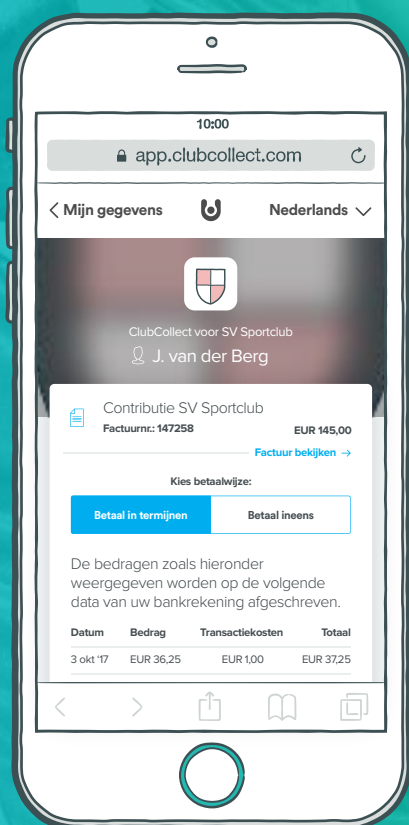 10:00
app.clubcollect.com
Mijn gegevens
Nederlands
ClubCollect voor SV Sportclub
J. van der Berg
Contributie SV Sportclub
Factuurnr.: 147258 EUR 145,00
Factuur bekijken →
Kies betaalwijze:
Betaal in termijnen Betaal ineens
De bedragen zoals hieronder
weergegeven worden op de volgende
data van uw bankrekening afgeschreven.
Datum Bedrag Transactiekosten Totaal
3 okt '17 EUR 36,25 EUR 1,00 EUR 37,25